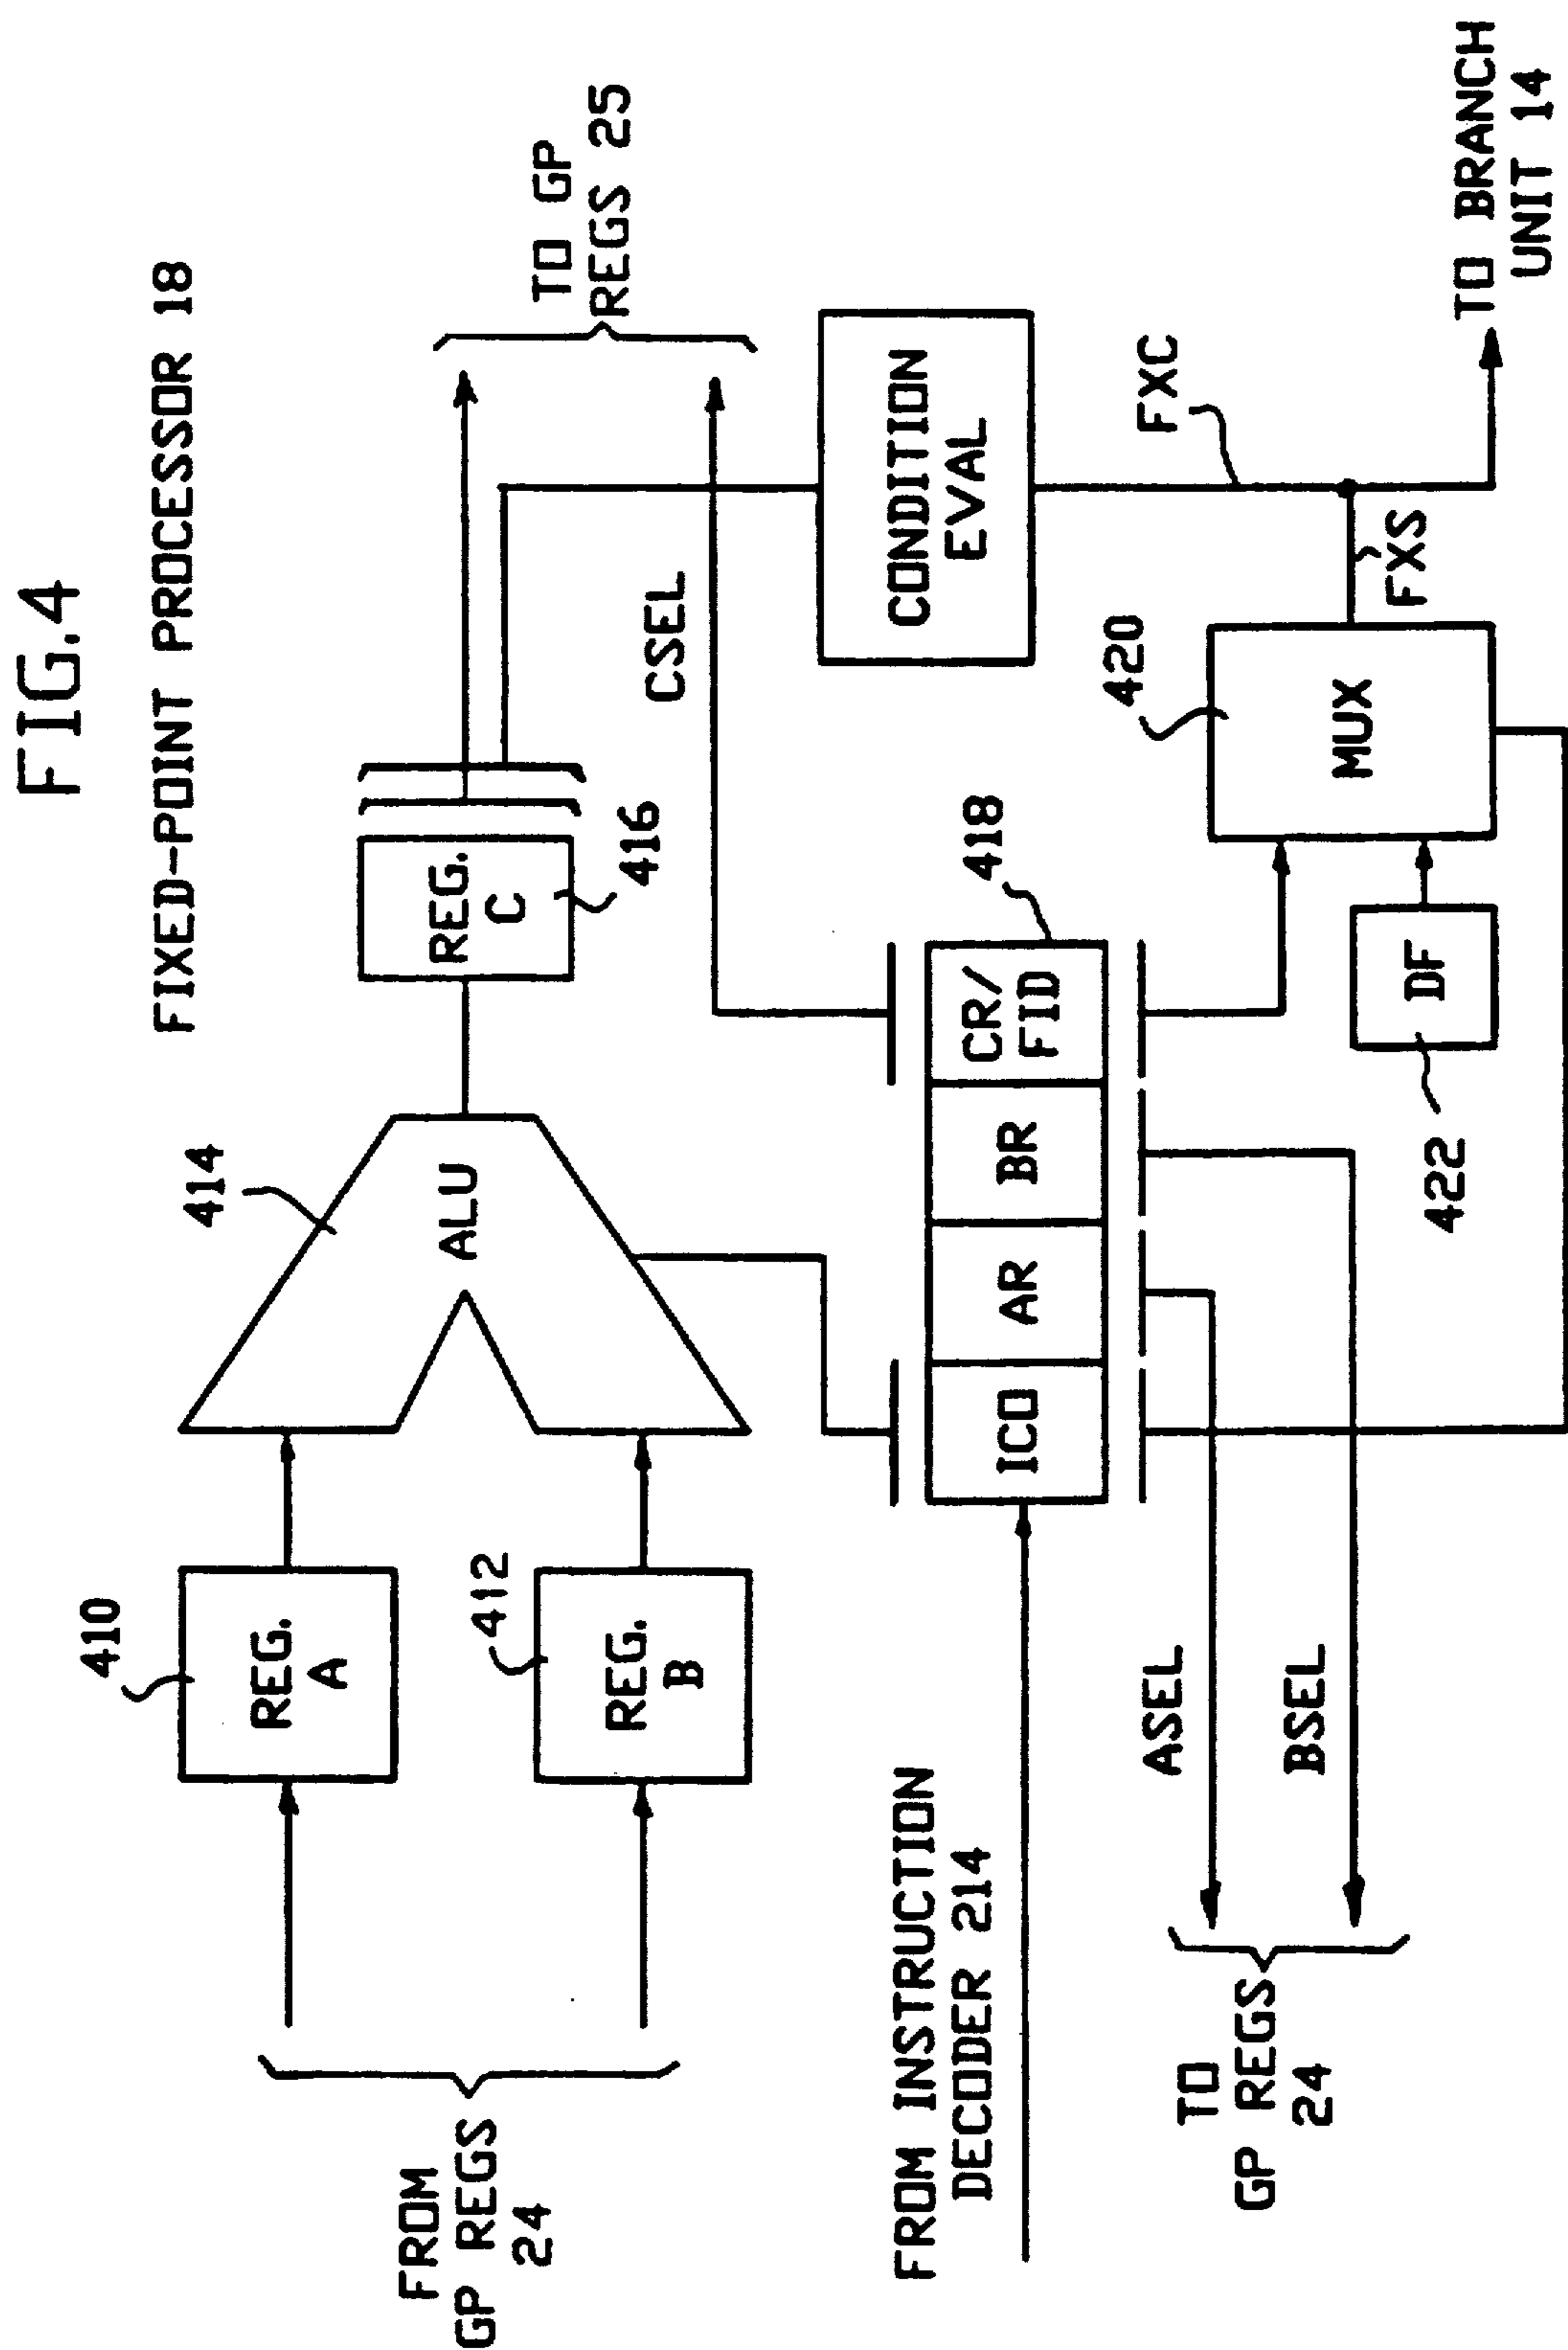 FIG.4
FIXED-POINT PROCESSOR 18
FROM
GP REGS
24
410
REG.
A
412
REG.
B
414
ALU
REG.
C
416
TO GP
REGS 25
CSEL
CONDITION
EVAL
FROM INSTRUCTION
DECODER 214
ICO
AR
BR
CR/
FID
418
TO
GP REGS
24
ASEL
BSEL
DF
422
MUX
420
FXC
FXS
TO BRANCH
UNIT 14